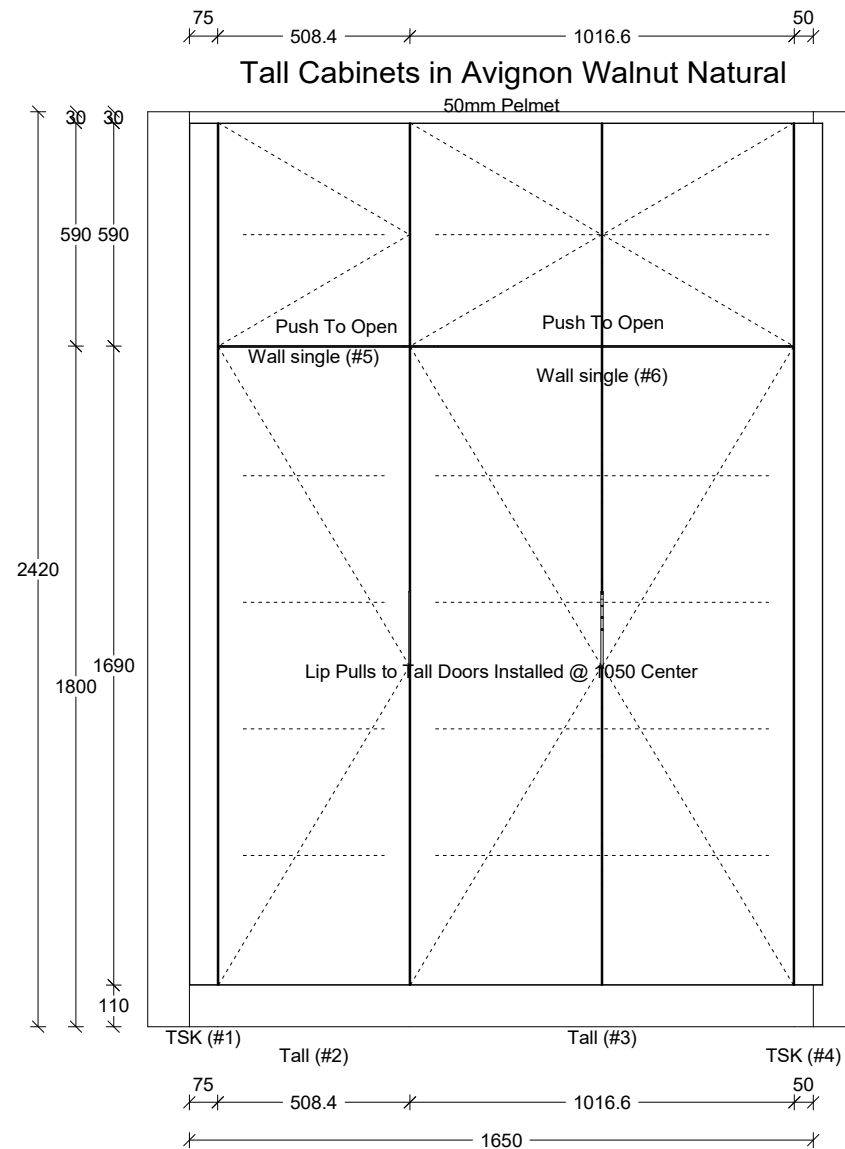 75
508.4
1016.6
50
Tall Cabinets in Avignon Walnut Natural
50mm Pelmet
30
30
590
590
Push To Open
Push To Open
Wall single (#5)
Wall single (#6)
2420
1690
Lip Pulls to Tall Doors Installed @ 1050 Center
1800
110
TSK (#1)
Tall (#3)
Tall (#2)
TSK (#4)
75
508.4
1016.6
50
1650